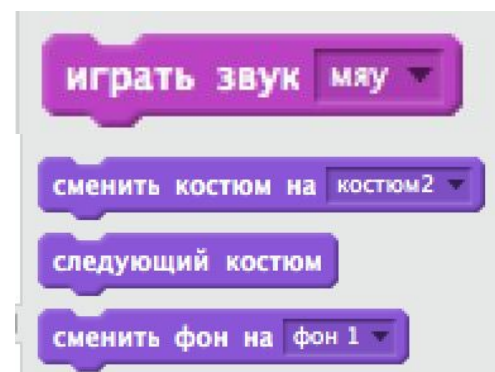 играть звук мяу
сменить костюм на костюм2
следующий костюм
сменить фон на фон 1